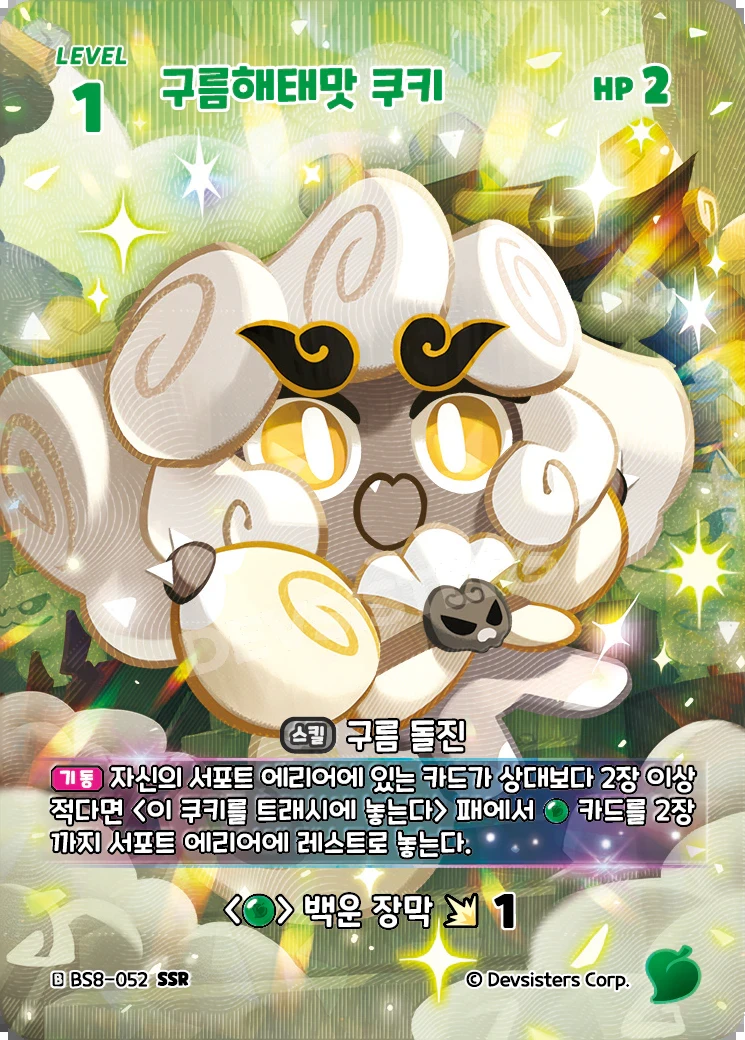 LEVEL
1
구름해태맛 쿠키
HP 2
스킬 구름 돌진
기동 자신의 서포트 에리어에 있는 카드가 상대보다 2장 이상
적다면 <이 쿠키를 트래시에 놓는다> 패에서 카드를 2장
까지 서포트 에리어에 레스트로 놓는다.
< > 백운 장막 1
B BS8-052 SSR
© Devsisters Corp.